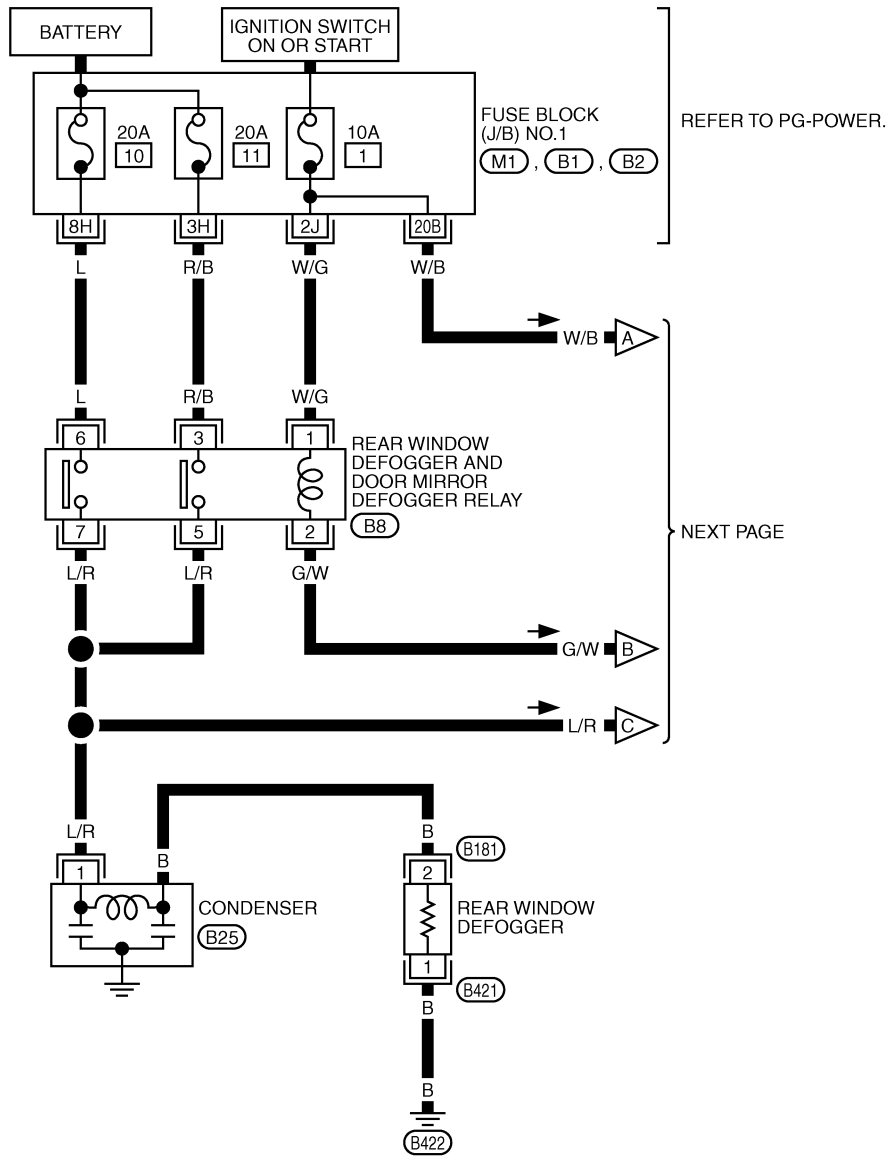 BATTERY
IGNITION SWITCH
ON OR START
20A
10
20A
11
10A
1
FUSE BLOCK
(J/B) NO.1
M1 , B1 , B2
REFER TO PG-POWER.
8H
3H
2J
20B
L
R/B
W/G
W/B
W/B
A
L
R/B
W/G
6
3
1
REAR WINDOW
DEFOGGER AND
DOOR MIRROR
DEFOGGER RELAY
B8
7
5
2
NEXT PAGE
L/R
L/R
G/W
G/W
B
L/R
C
L/R
B
B
B181
1
2
CONDENSER
B25
REAR WINDOW
DEFOGGER
1
B421
B
B
B422